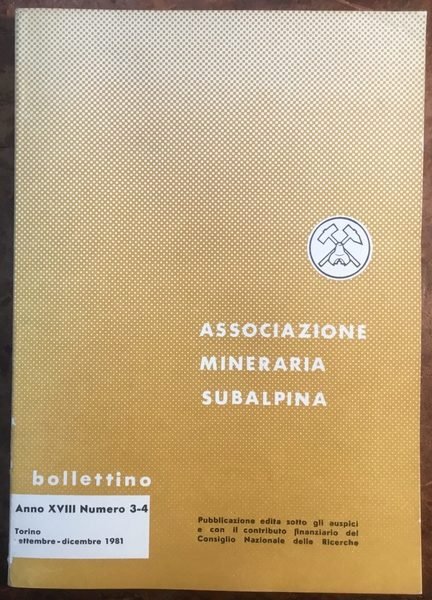 ASSOCIAZIONE
MINERARIA
SUBALPINA
bollettino
Anno XVIII Numero 3-4
Torino
ettembre - dicembre 1981
Pubblicazione edita sotto gli auspici
e con il contributo finanziario del
Consiglio Nazionale delle Ricerche